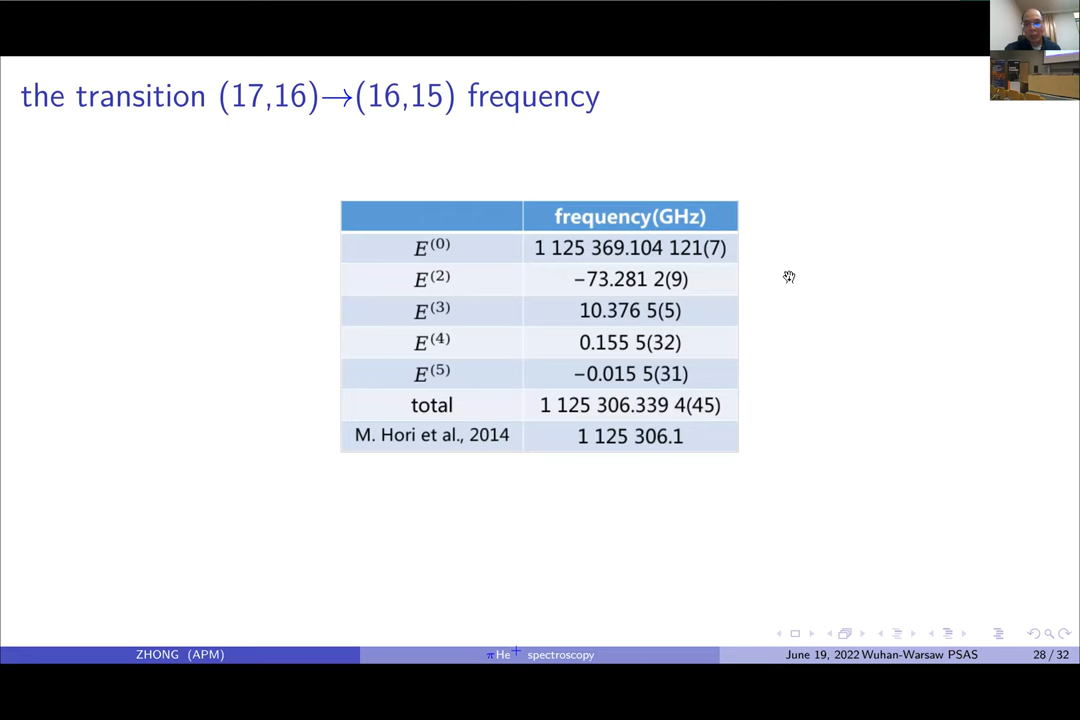 the transition (17,16)→(16,15) frequency
frequency(GHz)
E^(0) 1 125 369.104 121(7)
E^(2) −73.281 2(9)
E^(3) 10.376 5(5)
E^(4) 0.155 5(32)
E^(5) −0.015 5(31)
total 1 125 306.339 4(45)
M. Hori et al., 2014 1 125 306.1
ZHONG (APM) πHe⁺ spectroscopy June 19, 2022 Wuhan-Warsaw PSAS 28 / 32